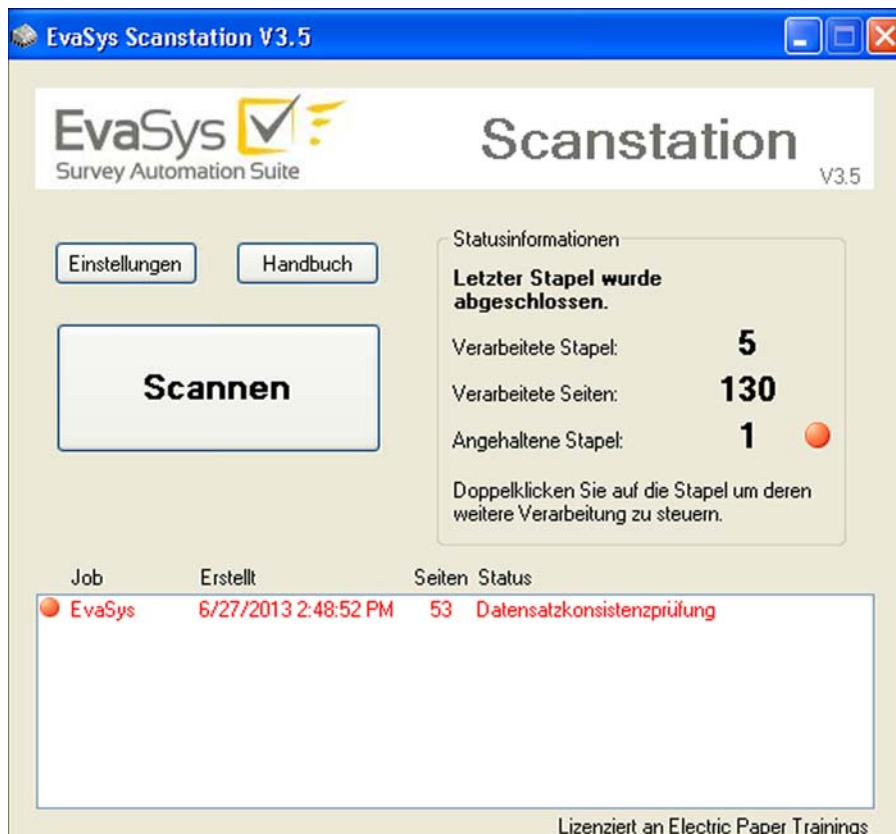 EvaSys Scanstation V3.5
EvaSys
Survey Automation Suite
Scanstation
V3.5
Einstellungen
Handbuch
Scannen
Statusinformationen
Letzter Stapel wurde
abgeschlossen.
Verarbeitete Stapel: 5
Verarbeitete Seiten: 130
Angehaltene Stapel: 1
Doppelklicken Sie auf die Stapel um deren
weitere Verarbeitung zu steuern.
Job Erstellt Seiten Status
EvaSys 6/27/2013 2:48:52 PM 53 Datensatzkonsistenzprüfung
Lizenziert an Electric Paper Trainings